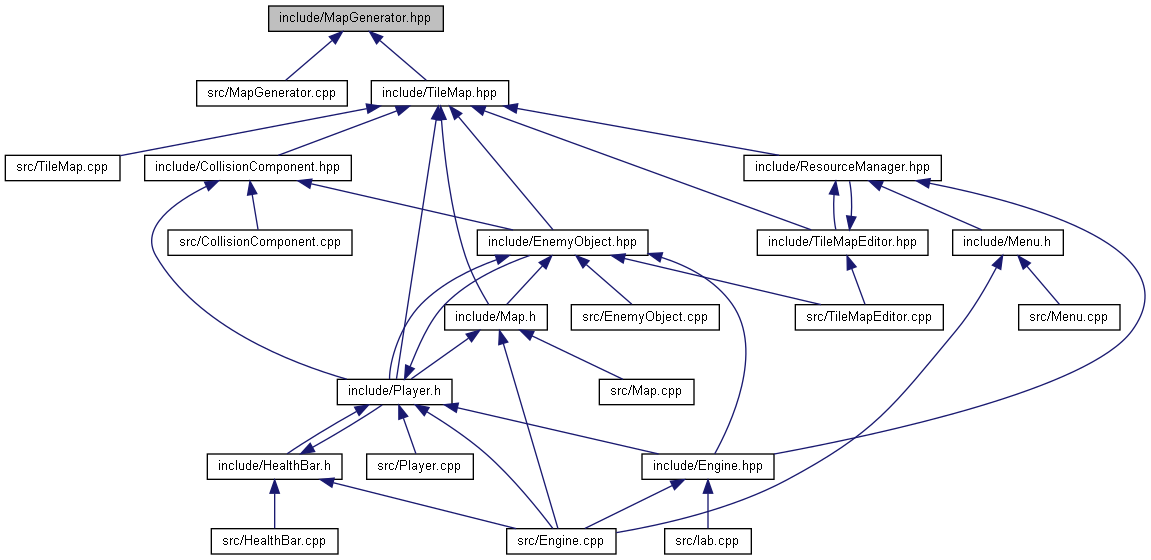 include/MapGenerator.hpp
src/MapGenerator.cpp
include/TileMap.hpp
src/TileMap.cpp
include/CollisionComponent.hpp
include/ResourceManager.hpp
src/CollisionComponent.cpp
include/EnemyObject.hpp
include/TileMapEditor.hpp
include/Menu.h
include/Map.h
src/EnemyObject.cpp
src/TileMapEditor.cpp
src/Menu.cpp
include/Player.h
src/Map.cpp
include/HealthBar.h
src/Player.cpp
include/Engine.hpp
src/HealthBar.cpp
src/Engine.cpp
src/lab.cpp